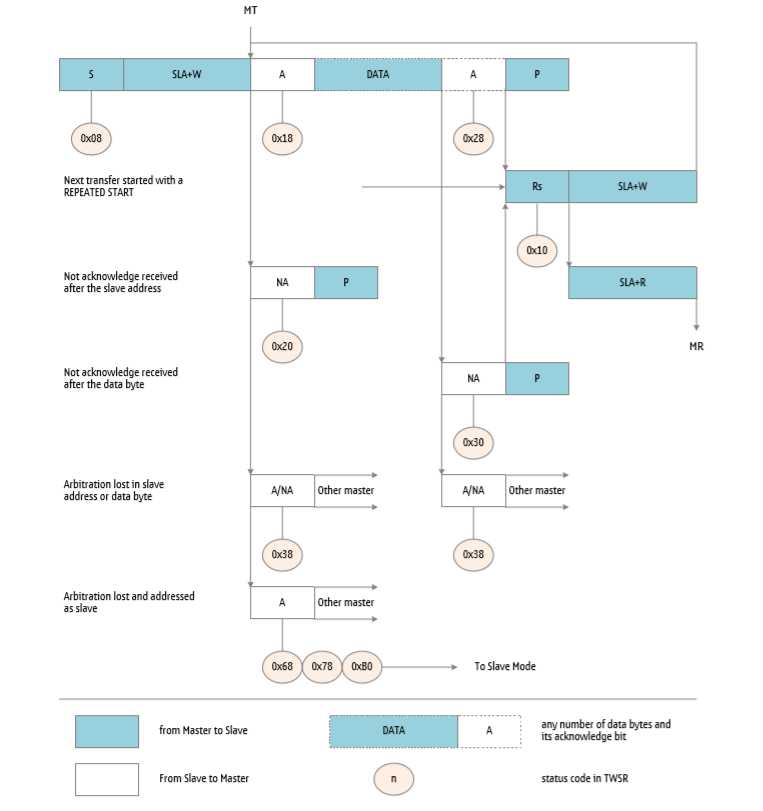 MT
S
SLA+W
A
DATA
A
P
0x08
0x18
0x28
Next transfer started with a
REPEATED START
Rs
SLA+W
0x10
Not acknowledge received
after the slave address
NA
P
SLA+R
0x20
MR
Not acknowledge received
after the data byte
NA
P
0x30
Arbitration lost in slave
address or data byte
A/NA
Other master
A/NA
Other master
0x38
0x38
Arbitration lost and addressed
as slave
A
Other master
0x68
0x78
0xB0
To Slave Mode
from Master to Slave
DATA
A
any number of data bytes and
its acknowledge bit
From Slave to Master
n
status code in TWSR